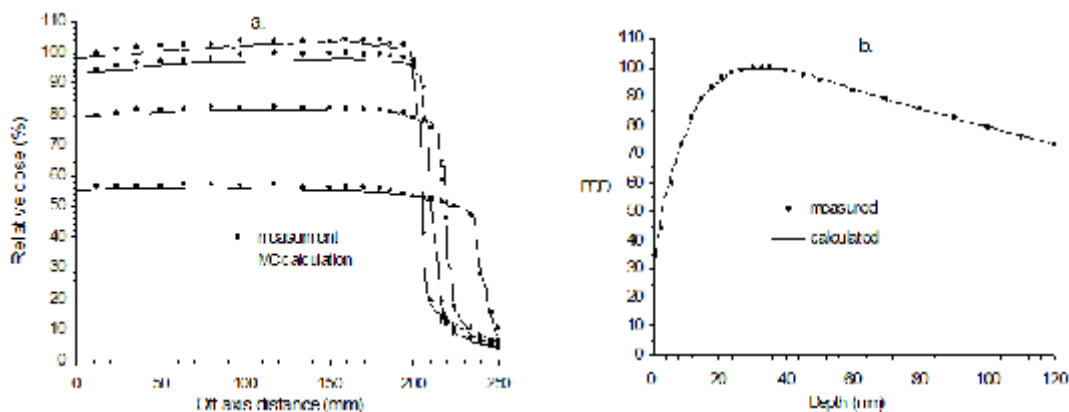 a.
110
100
90
80
70
60
50
40
30
20
10
0
Relative dose (%)
measurment
MC calculation
0 50 100 150 200 250
Off axis distance (mm)
b.
110
100
90
80
70
60
50
40
30
20
10
0
measured
calculated
0 20 40 60 80 100 120
Depth (mm)